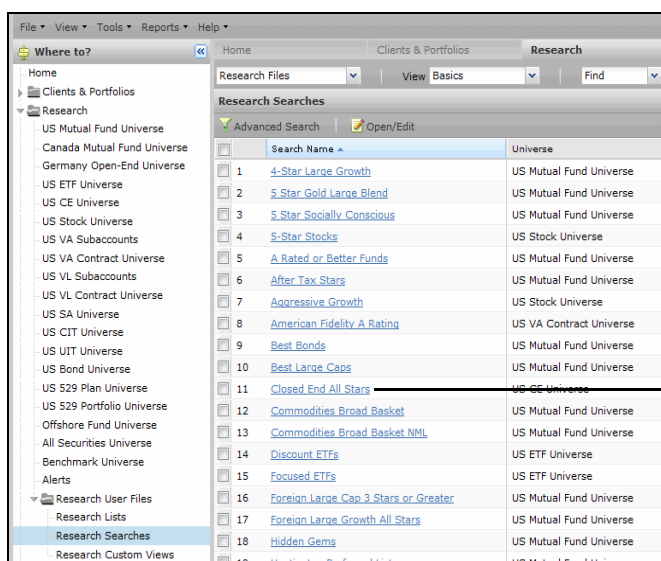 File View Tools Reports Help
Where to?
Home
Clients & Portfolios
Research
US Mutual Fund Universe
Canada Mutual Fund Universe
Germany Open-End Universe
US ETF Universe
US CE Universe
US Stock Universe
US VA Subaccounts
US VA Contract Universe
US VL Subaccounts
US VL Contract Universe
US SA Universe
US CIT Universe
US UIT Universe
US Bond Universe
US 529 Plan Universe
US 529 Portfolio Universe
Offshore Fund Universe
All Securities Universe
Benchmark Universe
Alerts
Research User Files
Research Lists
Research Searches
Research Custom Views
Home Clients & Portfolios Research
Research Files View Basics Find
Research Searches
Advanced Search Open/Edit
Search Name Universe
1 4-Star Large Growth US Mutual Fund Universe
2 5 Star Gold Large Blend US Mutual Fund Universe
3 5 Star Socially Conscious US Mutual Fund Universe
4 5-Star Stocks US Stock Universe
5 A Rated or Better Funds US Mutual Fund Universe
6 After Tax Stars US Mutual Fund Universe
7 Aggressive Growth US Stock Universe
8 American Fidelity A Rating US VA Contract Universe
9 Best Bonds US Mutual Fund Universe
10 Best Large Caps US Mutual Fund Universe
11 Closed End All Stars US CE Universe
12 Commodities Broad Basket US Mutual Fund Universe
13 Commodities Broad Basket NML US Mutual Fund Universe
14 Discount ETFs US ETF Universe
15 Focused ETFs US ETF Universe
16 Foreign Large Cap 3 Stars or Greater US Mutual Fund Universe
17 Foreign Large Growth All Stars US Mutual Fund Universe
18 Hidden Gems US Mutual Fund Universe